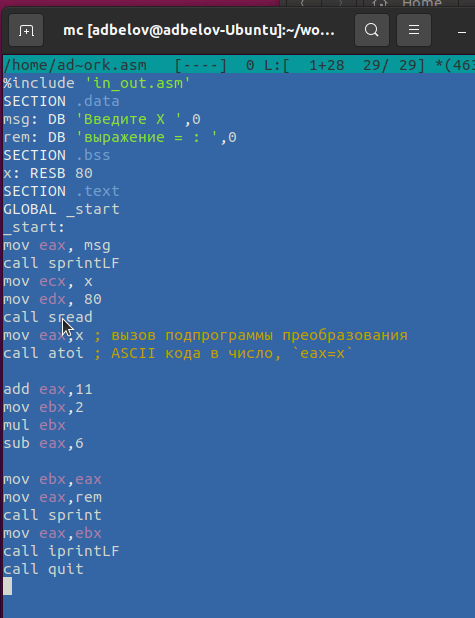 Home
mc [adbelov@adbelov-Ubuntu]:~/wo...
/home/ad~ork.asm [----] 0 L:[ 1+28 29/ 29] *(463
%include 'in_out.asm'
SECTION .data
msg: DB 'Введите X ',0
rem: DB 'выражение = : ',0
SECTION .bss
x: RESB 80
SECTION .text
GLOBAL _start
_start:
mov eax, msg
call sprintLF
mov ecx, x
mov edx, 80
call sread
mov eax,x ; вызов подпрограммы преобразования
call atoi ; ASCII кода в число, `eax=x`
add eax,11
mov ebx,2
mul ebx
sub eax,6
mov ebx,eax
mov eax,rem
call sprint
mov eax,ebx
call iprintLF
call quit